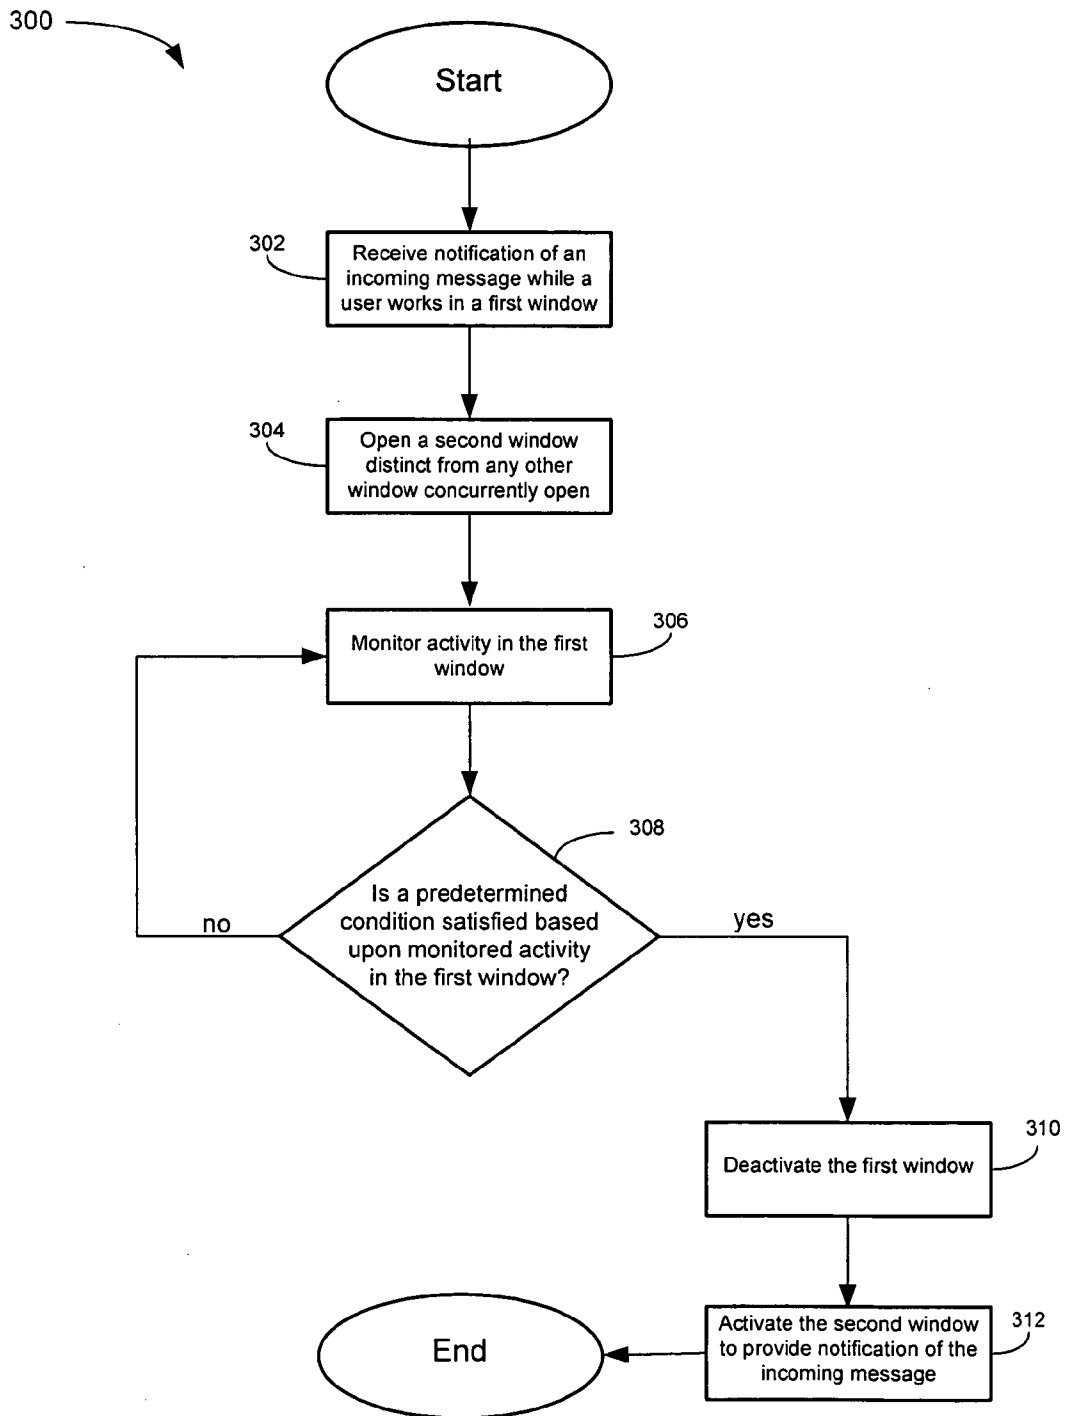 300
Start
302
Receive notification of an
incoming message while a
user works in a first window
304
Open a second window
distinct from any other
window concurrently open
306
Monitor activity in the first
window
308
Is a predetermined
condition satisfied based
upon monitored activity
in the first window?
no
yes
310
Deactivate the first window
312
Activate the second window
to provide notification of the
incoming message
End